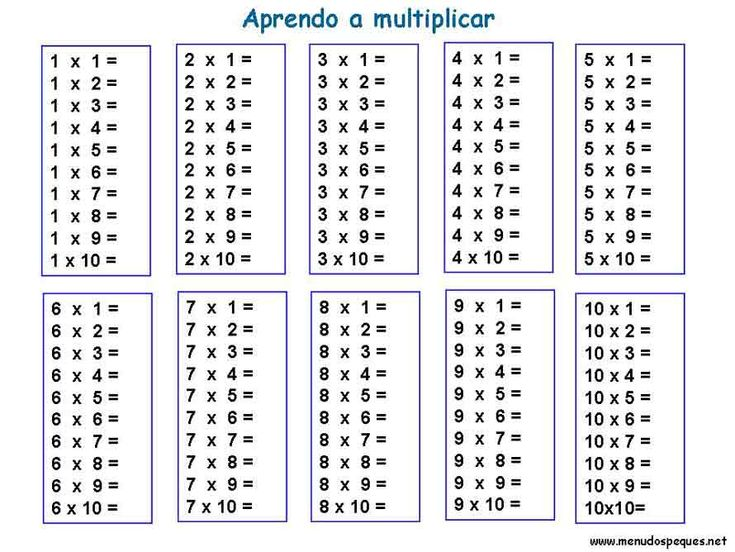 Aprendo a multiplicar
1 x 1 =
1 x 2 =
1 x 3 =
1 x 4 =
1 x 5 =
1 x 6 =
1 x 7 =
1 x 8 =
1 x 9 =
1 x 10 =
2 x 1 =
2 x 2 =
2 x 3 =
2 x 4 =
2 x 5 =
2 x 6 =
2 x 7 =
2 x 8 =
2 x 9 =
2 x 10 =
3 x 1 =
3 x 2 =
3 x 3 =
3 x 4 =
3 x 5 =
3 x 6 =
3 x 7 =
3 x 8 =
3 x 9 =
3 x 10 =
4 x 1 =
4 x 2 =
4 x 3 =
4 x 4 =
4 x 5 =
4 x 6 =
4 x 7 =
4 x 8 =
4 x 9 =
4 x 10 =
5 x 1 =
5 x 2 =
5 x 3 =
5 x 4 =
5 x 5 =
5 x 6 =
5 x 7 =
5 x 8 =
5 x 9 =
5 x 10 =
6 x 1 =
6 x 2 =
6 x 3 =
6 x 4 =
6 x 5 =
6 x 6 =
6 x 7 =
6 x 8 =
6 x 9 =
6 x 10 =
7 x 1 =
7 x 2 =
7 x 3 =
7 x 4 =
7 x 5 =
7 x 6 =
7 x 7 =
7 x 8 =
7 x 9 =
7 x 10 =
8 x 1 =
8 x 2 =
8 x 3 =
8 x 4 =
8 x 5 =
8 x 6 =
8 x 7 =
8 x 8 =
8 x 9 =
8 x 10 =
9 x 1 =
9 x 2 =
9 x 3 =
9 x 4 =
9 x 5 =
9 x 6 =
9 x 7 =
9 x 8 =
9 x 9 =
9 x 10 =
10 x 1 =
10 x 2 =
10 x 3 =
10 x 4 =
10 x 5 =
10 x 6 =
10 x 7 =
10 x 8 =
10 x 9 =
10x10=
www.menudospeques.net